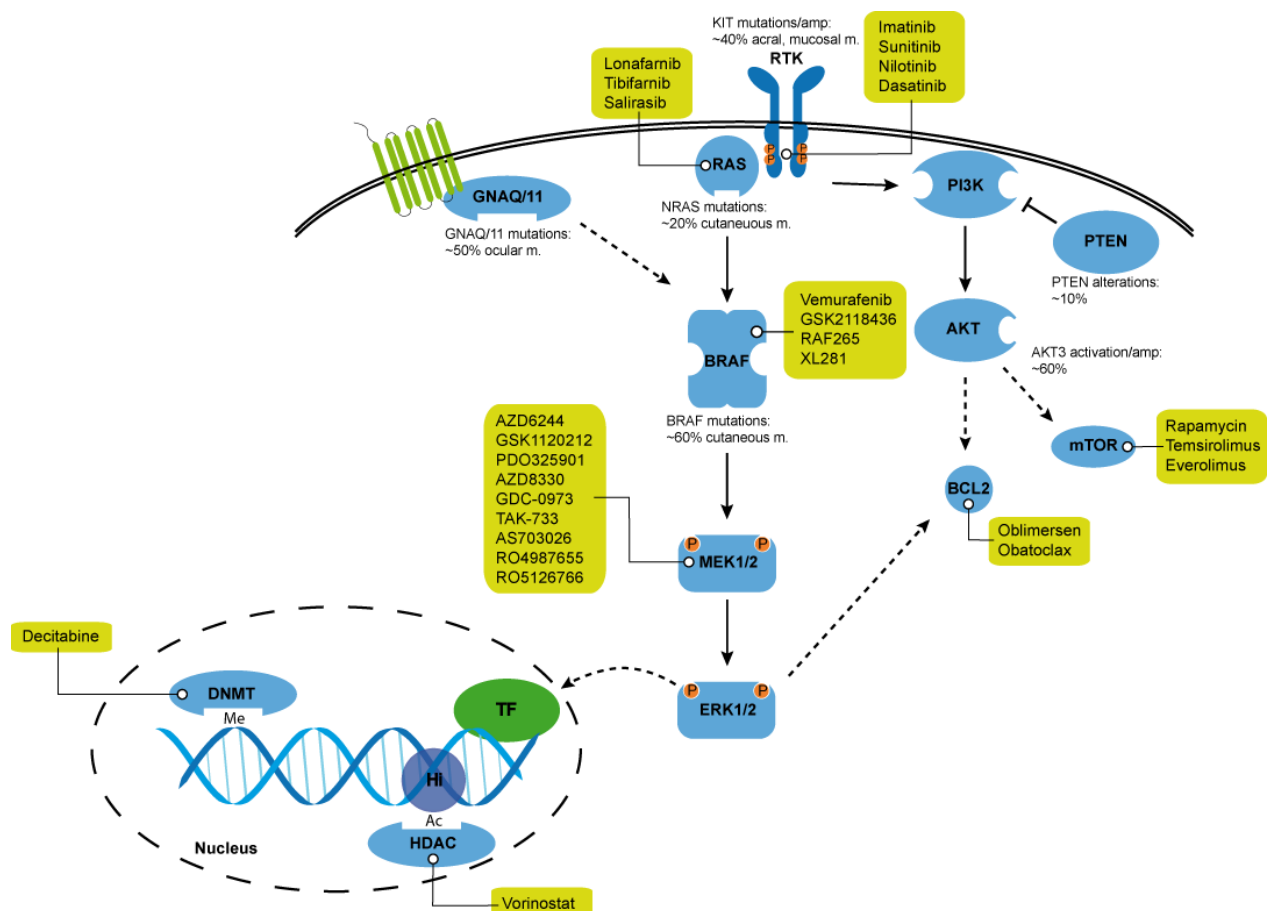 KIT mutations/amp:
~40% acral, mucosal m.
RTK
Imatinib
Sunitinib
Nilotinib
Dasatinib
Lonafarnib
Tibifarnib
Salirasib
P
P
P
P
RAS
NRAS mutations:
~20% cutaneuous m.
GNAQ/11
GNAQ/11 mutations:
~50% ocular m.
PI3K
PTEN
PTEN alterations:
~10%
AKT
AKT3 activation/amp:
~60%
Vemurafenib
GSK2118436
RAF265
XL281
BRAF
BRAF mutations:
~60% cutaneous m.
mTOR
Rapamycin
Temsirolimus
Everolimus
BCL2
Oblimersen
Obatoclax
AZD6244
GSK1120212
PDO325901
AZD8330
GDC-0973
TAK-733
AS703026
RO4987655
RO5126766
P
P
MEK1/2
P
P
ERK1/2
Decitabine
DNMT
Me
TF
Hi
Ac
HDAC
Nucleus
Vorinostat